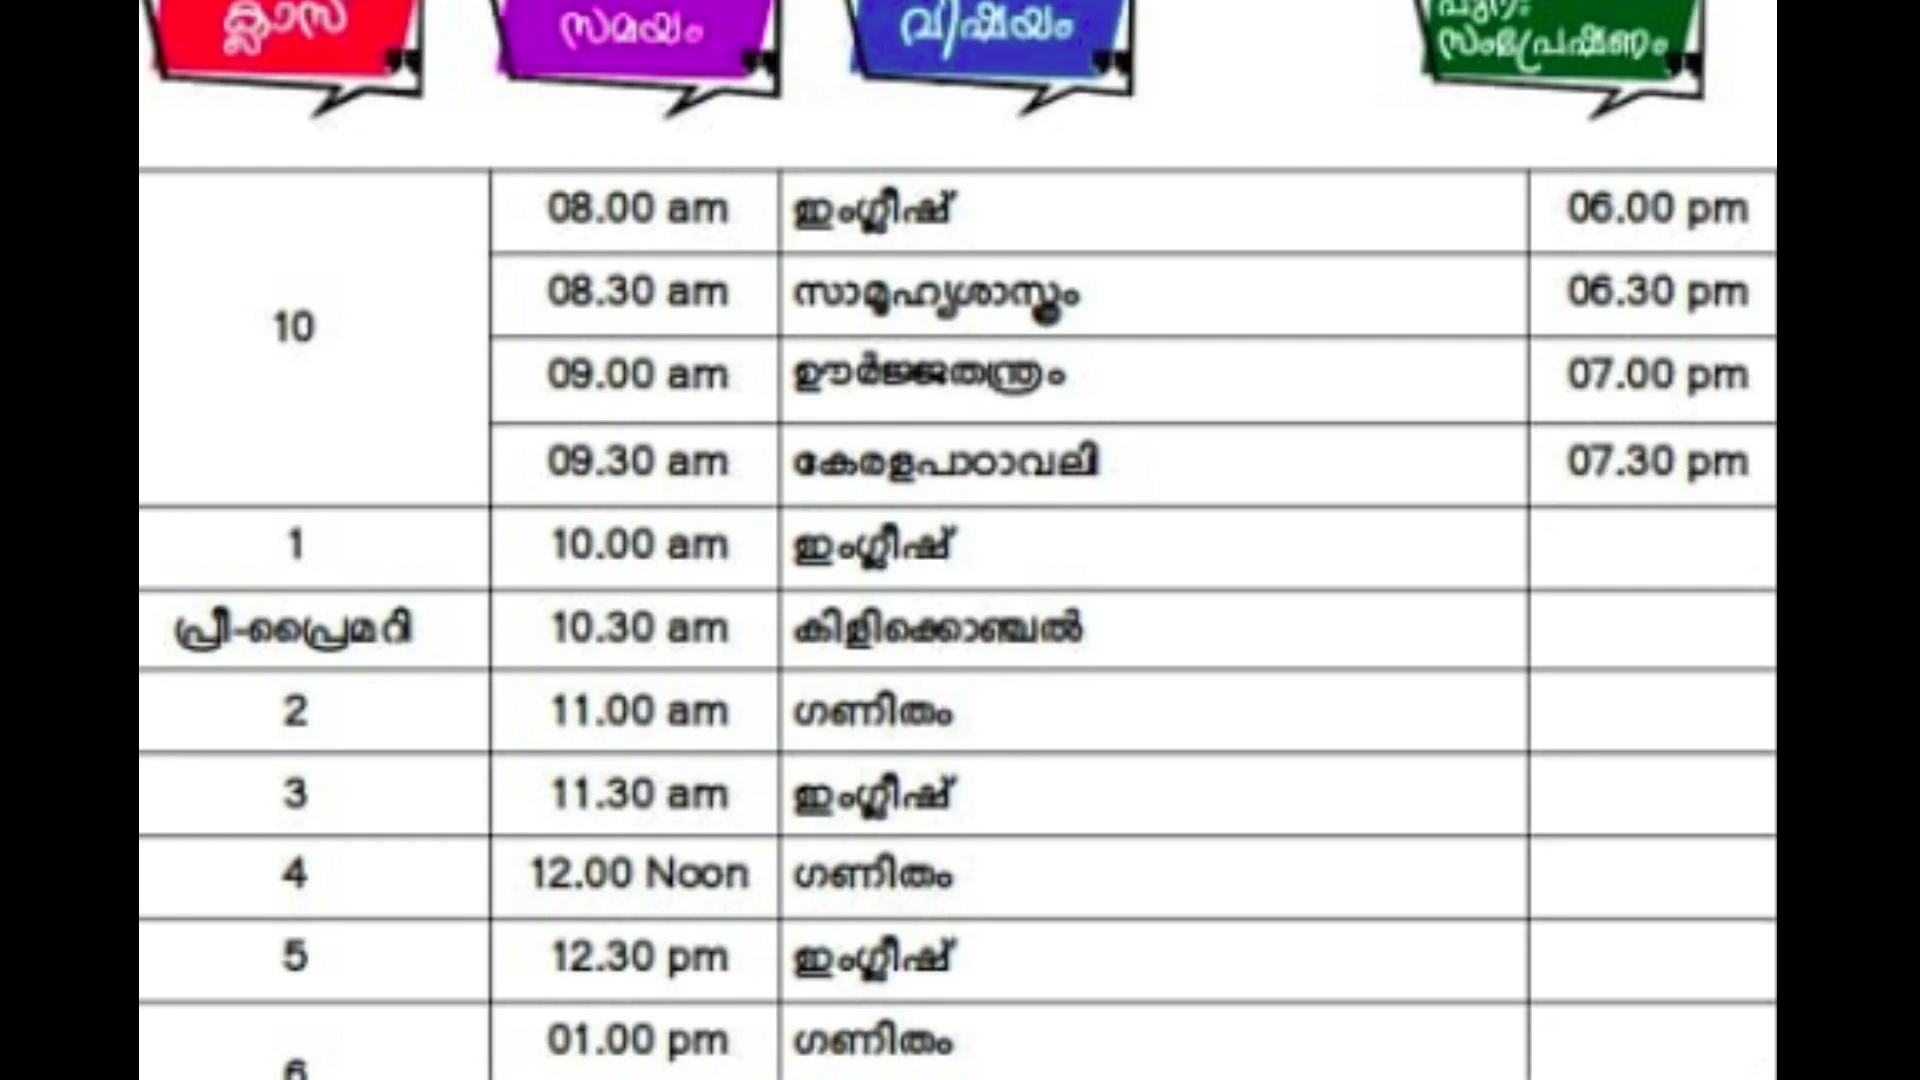 ക്ലാസ്
സമയം
വിഷയം
പുനഃ
സംപ്രേഷണം
10
08.00 am ഇംഗ്ലീഷ് 06.00 pm
08.30 am സാമൂഹ്യശാസ്ത്രം 06.30 pm
09.00 am ഊർജ്ജതന്ത്രം 07.00 pm
09.30 am കേരളപാഠാവലി 07.30 pm
1 10.00 am ഇംഗ്ലീഷ്
പ്രീ-പ്രൈമറി 10.30 am കിളിക്കൊഞ്ചൽ
2 11.00 am ഗണിതം
3 11.30 am ഇംഗ്ലീഷ്
4 12.00 Noon ഗണിതം
5 12.30 pm ഇംഗ്ലീഷ്
6 01.00 pm ഗണിതം